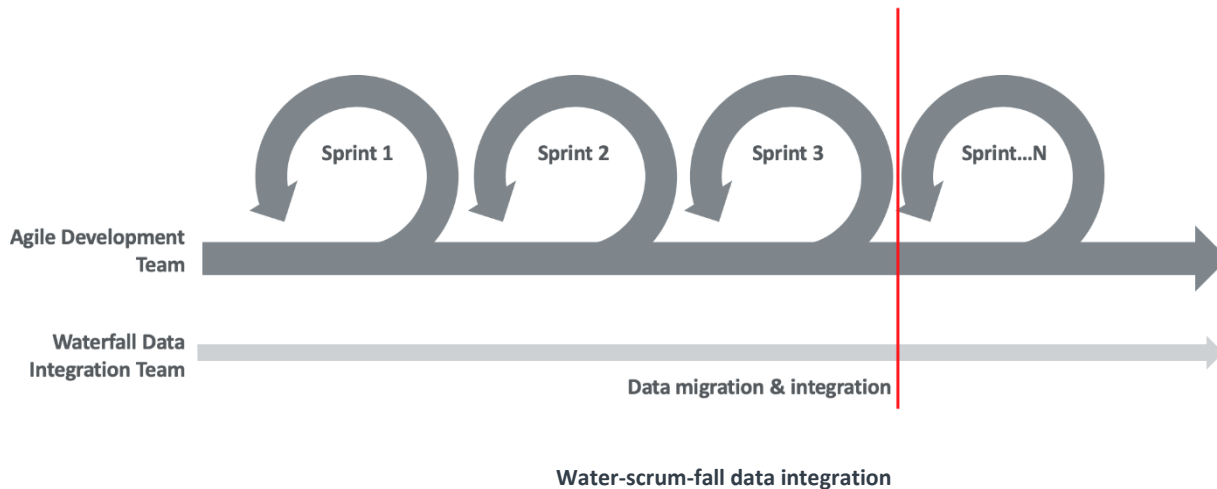 Sprint 1
Sprint 2
Sprint 3
Sprint...N
Agile Development
Team
Waterfall Data
Integration Team
Data migration & integration
Water-scrum-fall data integration